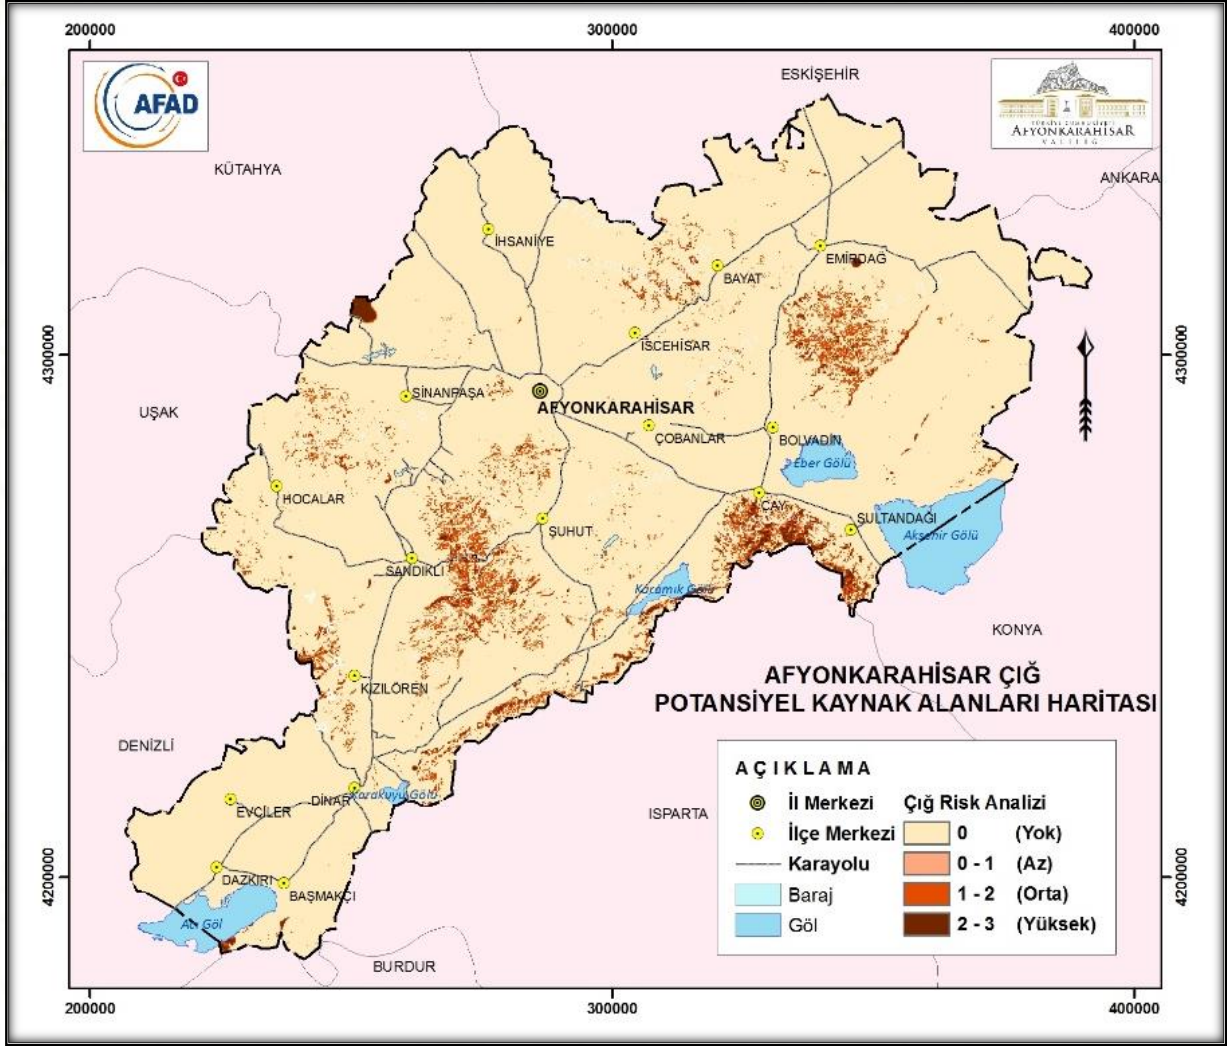 200000
300000
400000
ESKİŞEHİR
AFAD
TÜRKİYE CUMHURİYETİ
AFYONKARAHİSAR
VALİLİĞİ
KÜTAHYA
ANKARA
İHSANİYE
EMİRDAĞ
BAYAT
4300000
4300000
İSCEHİSAR
SİNANPAŞA
AFYONKARAHİSAR
UŞAK
ÇOBANLAR
BOLVADİN
Eber Gölü
HOCALAR
ÇAY
SULTANDAĞI
ŞUHUT
Akşehir Gölü
SANDIKLI
Kocamık Gölü
KONYA
AFYONKARAHİSAR ÇIĞ
POTANSİYEL KAYNAK ALANLARI HARİTASI
KIZILÖREN
DENİZLİ
AÇIKLAMA
DİNAR
Karakuyu Gölü
EVCİLER
ISPARTA
İl Merkezi
Çığ Risk Analizi
İlçe Merkezi
0 (Yok)
Karayolu
0 - 1 (Az)
Baraj
1 - 2 (Orta)
Göl
2 - 3 (Yüksek)
4200000
4200000
DAZKIRI
BAŞMAKÇI
Acı Göl
BURDUR
200000
300000
400000